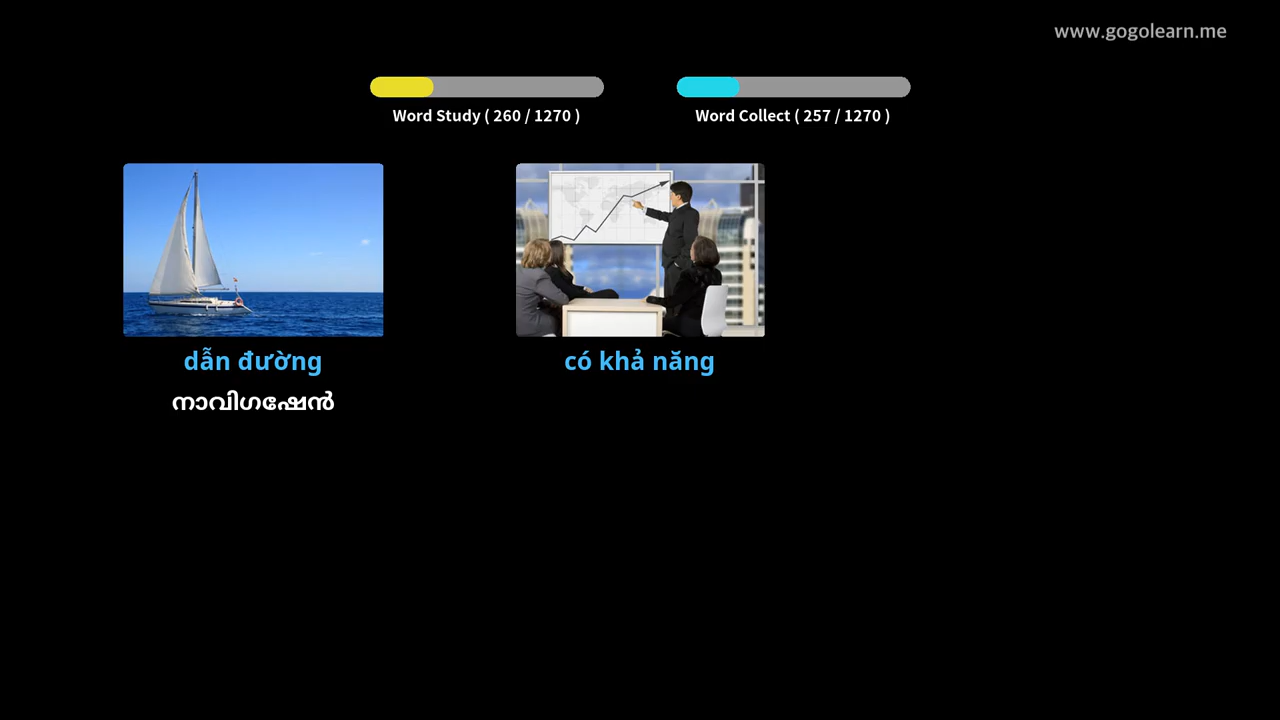 www.gogolearn.me
Word Study ( 260 / 1270 )
Word Collect ( 257 / 1270 )
dẫn đường
có khả năng
നാവിഗഷേൻ